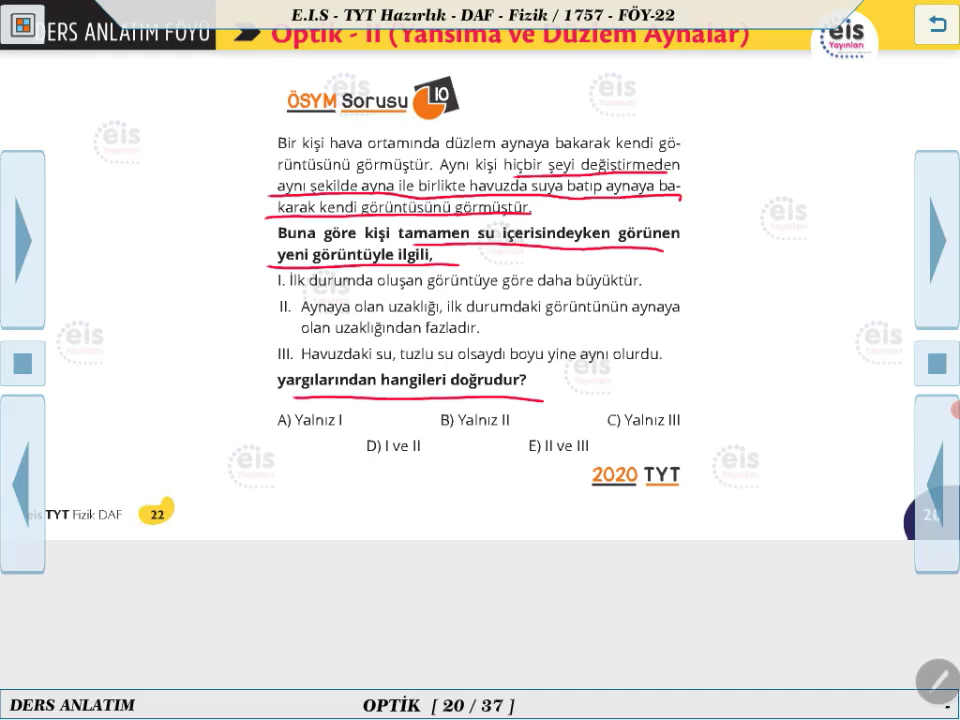 E.I.S - TYT Hazırlık - DAF - Fizik / 1757 - FÖY-22
DERS ANLATIM FÖYÜ
Optik - II (Yansıma ve Düzlem Aynalar)
eis
Yayınları
ÖSYM Sorusu 10
Bir kişi hava ortamında düzlem aynaya bakarak kendi gö-
rüntüsünü görmüştür. Aynı kişi hiçbir şeyi değiştirmeden
aynı şekilde ayna ile birlikte havuzda suya batıp aynaya ba-
karak kendi görüntüsünü görmüştür.
Buna göre kişi tamamen su içerisindeyken görünen
yeni görüntüyle ilgili,
I. İlk durumda oluşan görüntüye göre daha büyüktür.
II. Aynaya olan uzaklığı, ilk durumdaki görüntünün aynaya
olan uzaklığından fazladır.
III. Havuzdaki su, tuzlu su olsaydı boyu yine aynı olurdu.
yargılarından hangileri doğrudur?
A) Yalnız I B) Yalnız II C) Yalnız III
D) I ve II E) II ve III
2020 TYT
eis TYT Fizik DAF 22
20
DERS ANLATIM OPTİK [ 20 / 37 ] -